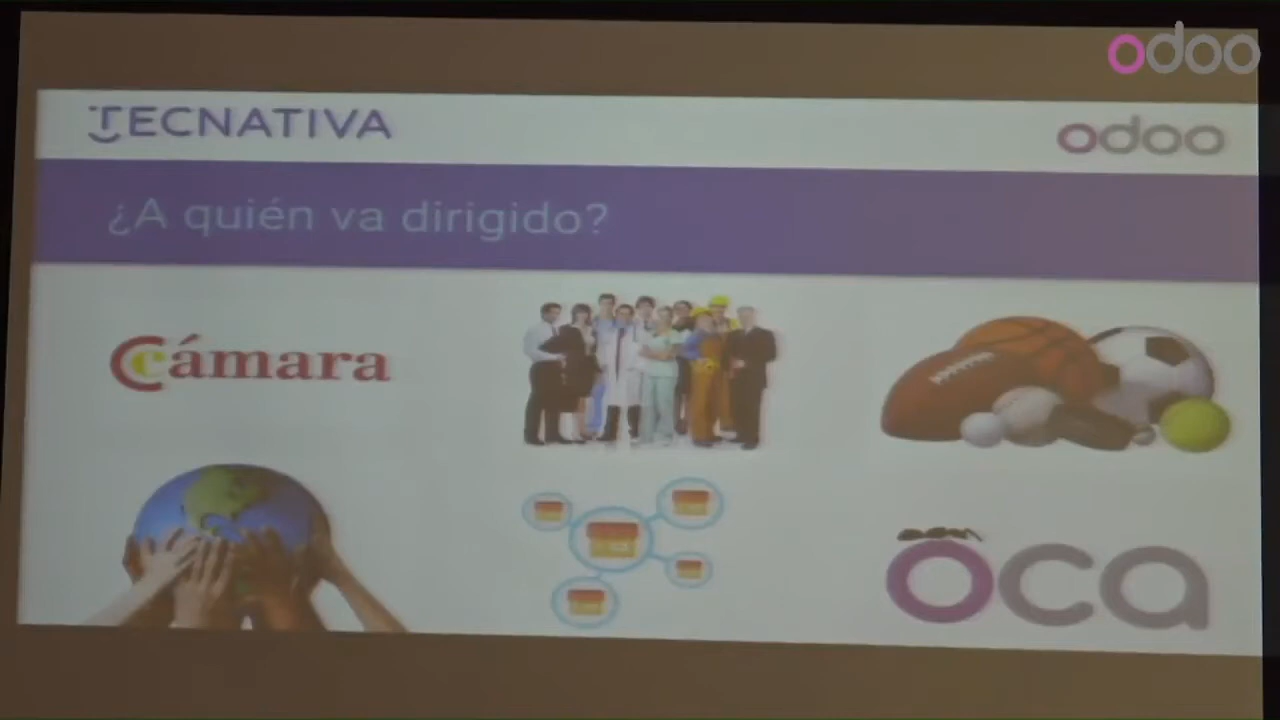 odoo
TECNATIVA
odoo
¿A quién va dirigido?
Cámara
oca